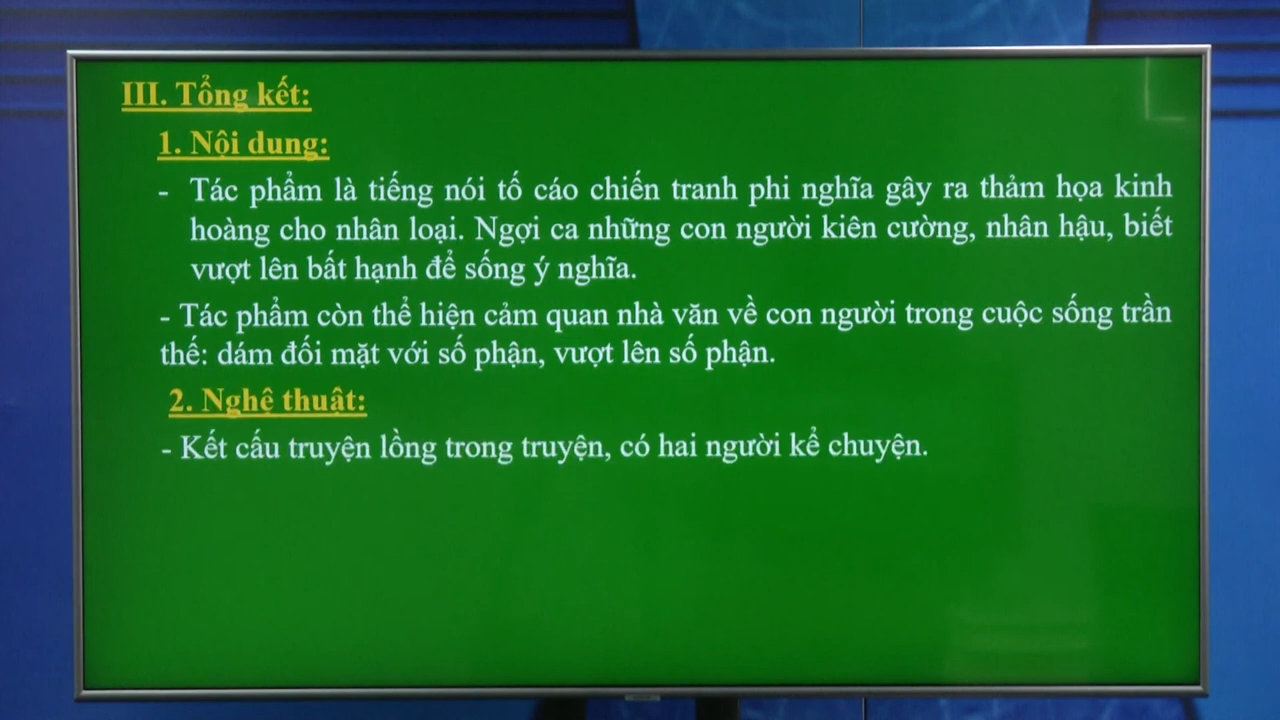 III. Tổng kết:
1. Nội dung:
- Tác phẩm là tiếng nói tố cáo chiến tranh phi nghĩa gây ra thảm họa kinh
hoàng cho nhân loại. Ngợi ca những con người kiên cường, nhân hậu, biết
vượt lên bất hạnh để sống ý nghĩa.
- Tác phẩm còn thể hiện cảm quan nhà văn về con người trong cuộc sống trần
thế: dám đối mặt với số phận, vượt lên số phận.
2. Nghệ thuật:
- Kết cấu truyện lồng trong truyện, có hai người kể chuyện.